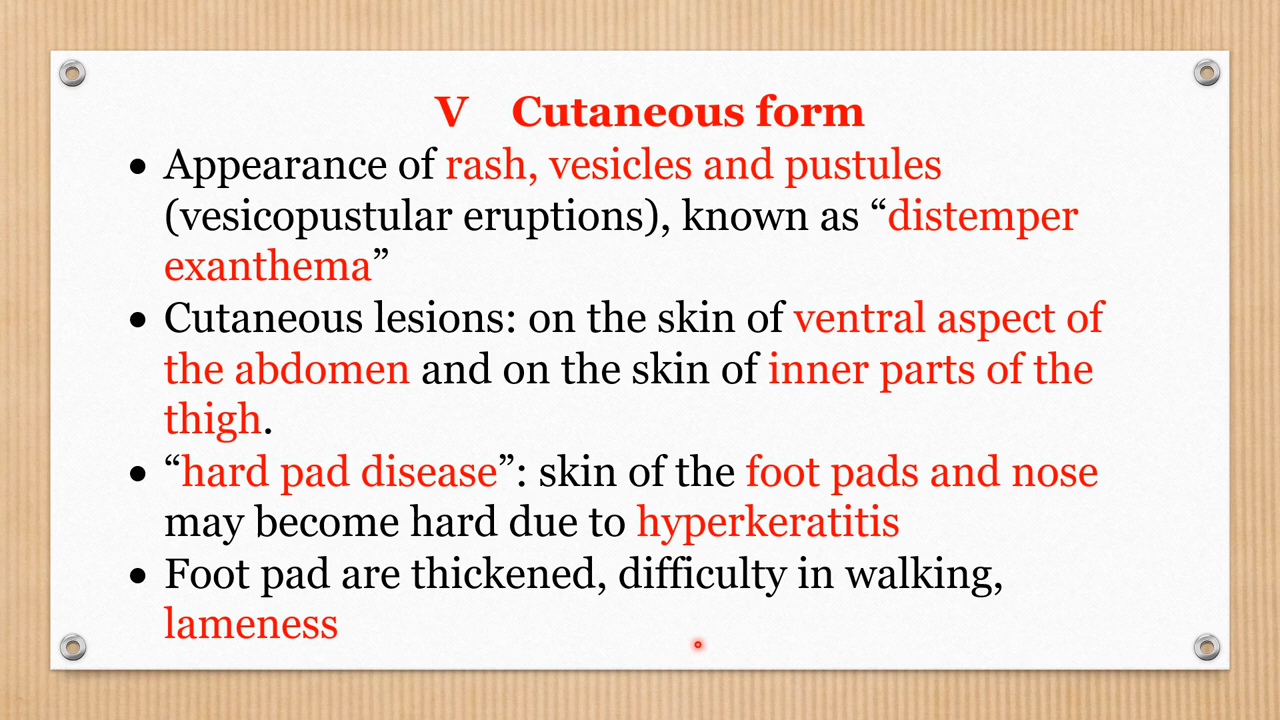 V Cutaneous form
• Appearance of rash, vesicles and pustules
(vesicopustular eruptions), known as “distemper
exanthema”
• Cutaneous lesions: on the skin of ventral aspect of
the abdomen and on the skin of inner parts of the
thigh.
• “hard pad disease”: skin of the foot pads and nose
may become hard due to hyperkeratitis
• Foot pad are thickened, difficulty in walking,
lameness